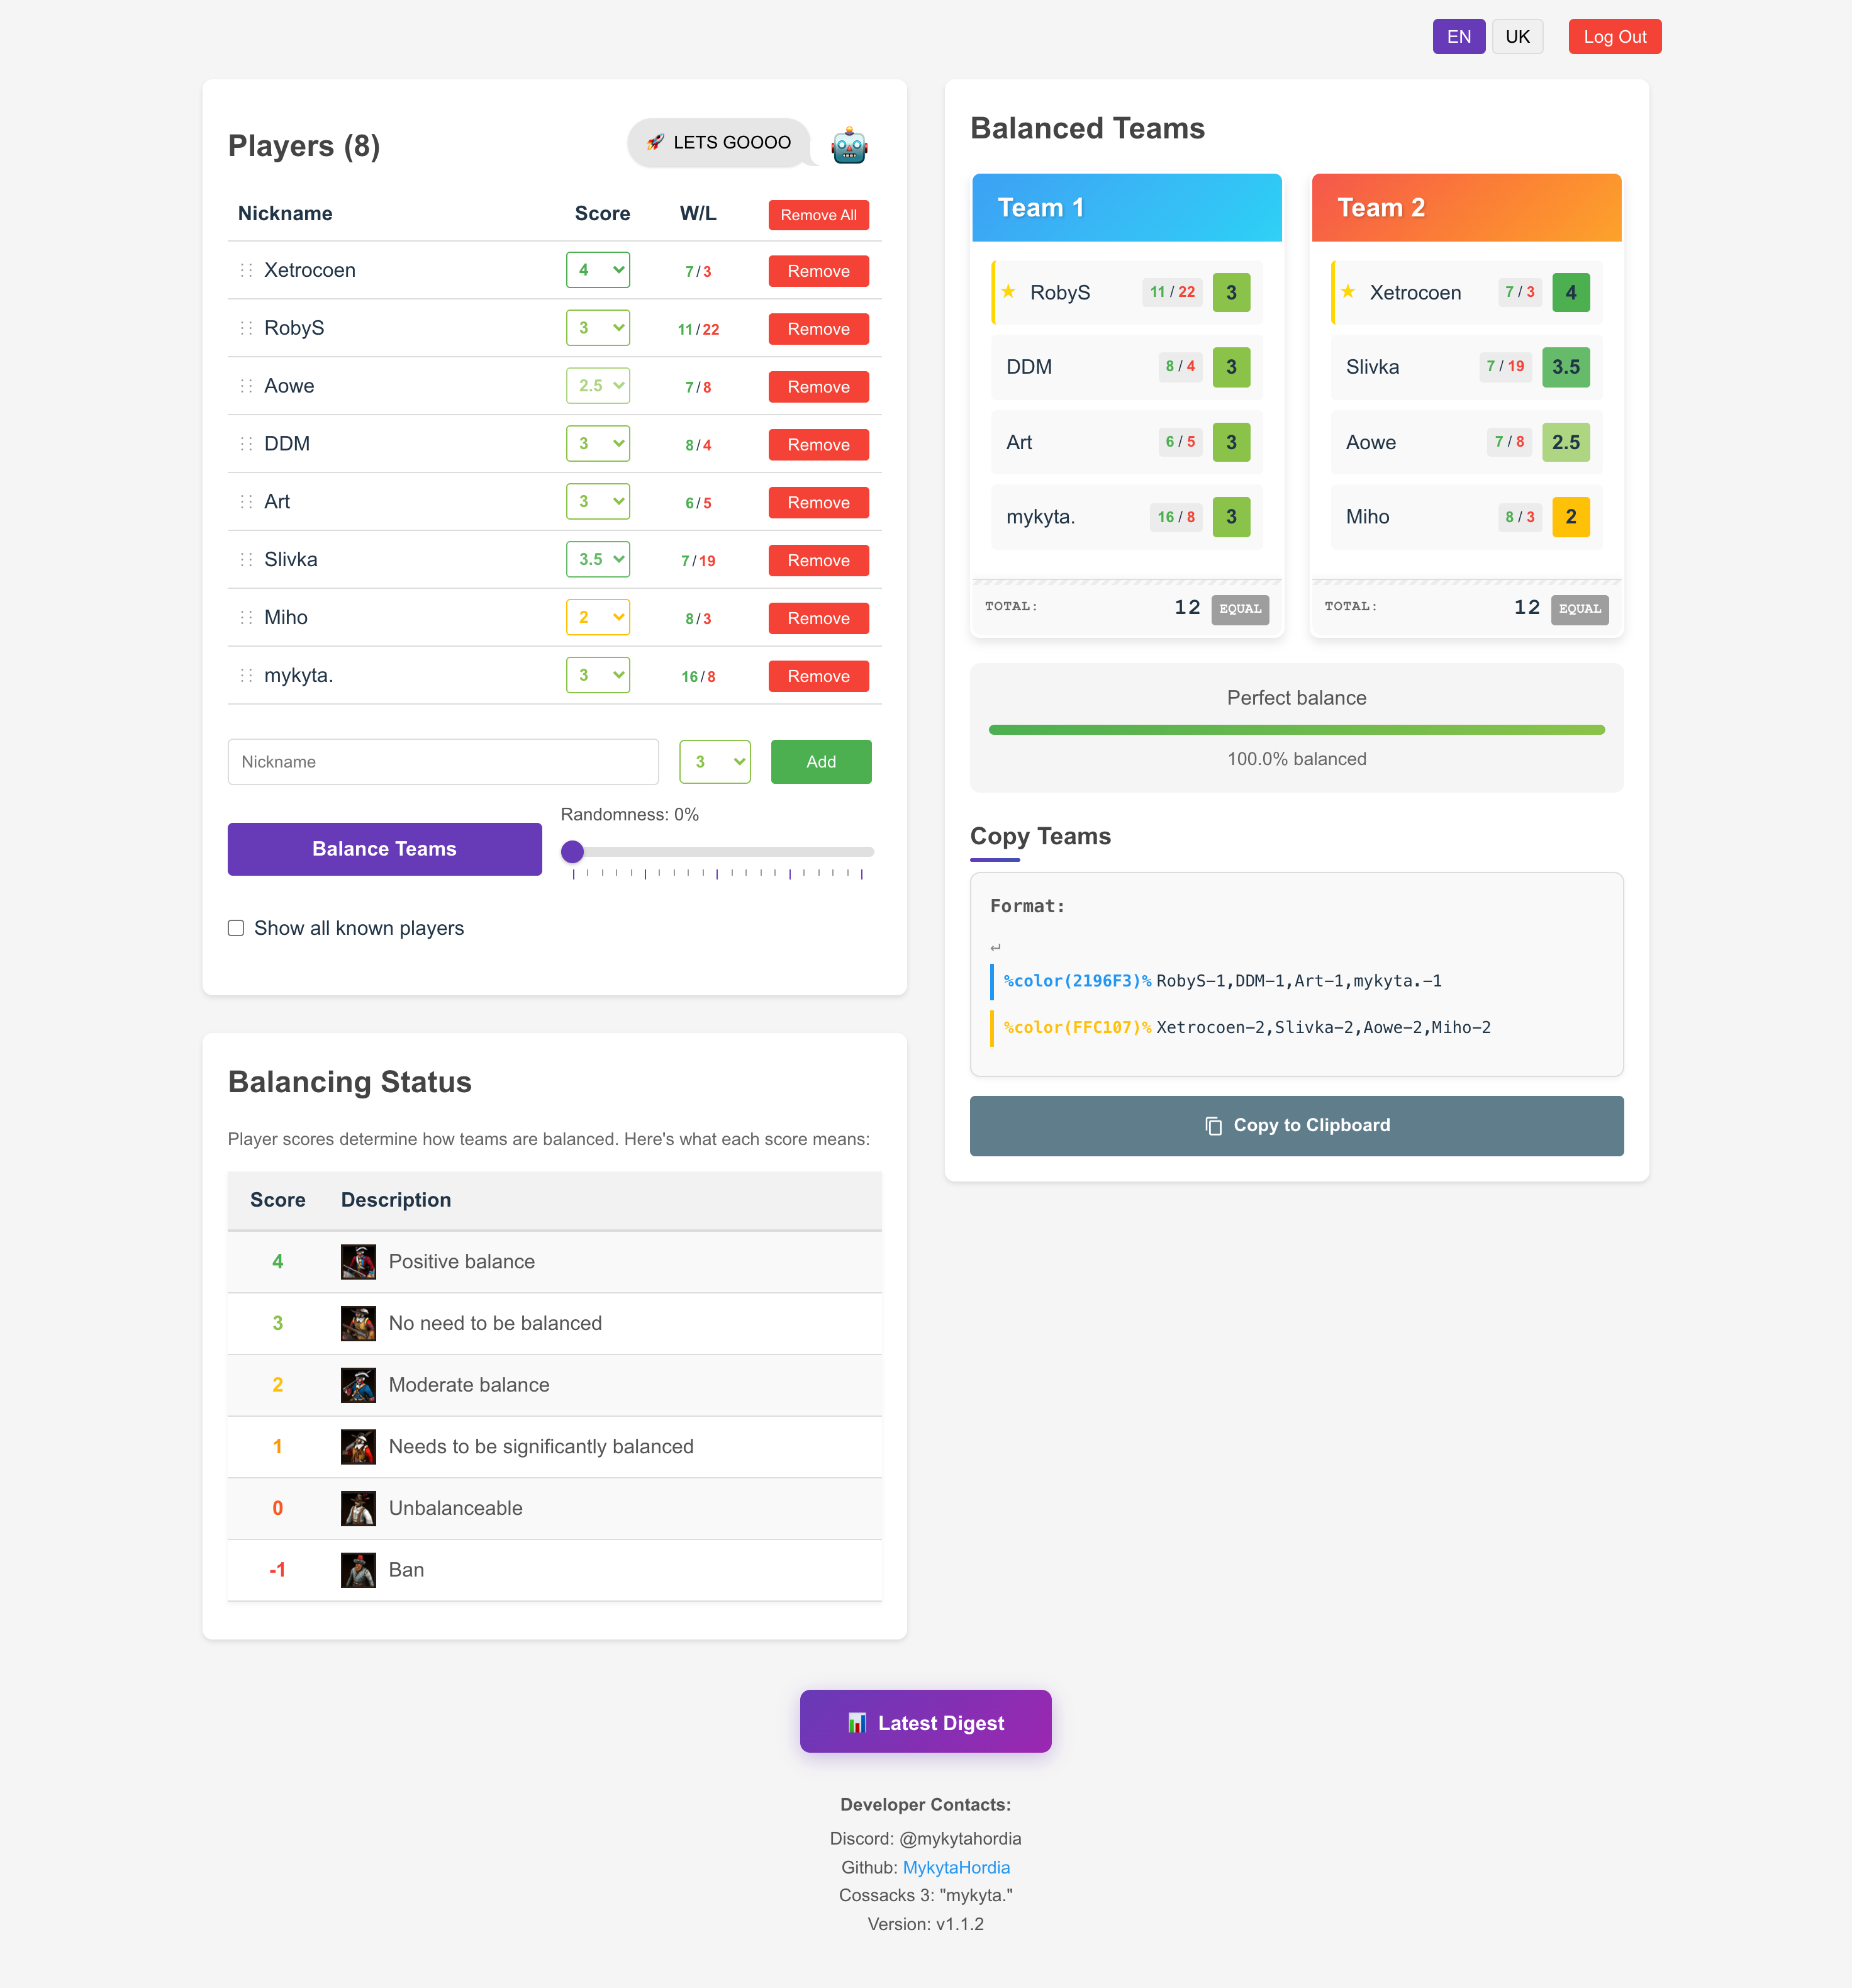 EN UK Log Out
Players (8)
🚀 LETS GOOOO
Nickname Score W/L Remove All
Xetrocoen 4 7/3 Remove
RobyS 3 11/22 Remove
Aowe 2.5 7/8 Remove
DDM 3 8/4 Remove
Art 3 6/5 Remove
Slivka 3.5 7/19 Remove
Miho 2 8/3 Remove
mykyta. 3 16/8 Remove
Nickname 3 Add
Randomness: 0%
Balance Teams
Show all known players
Balancing Status
Player scores determine how teams are balanced. Here's what each score means:
Score Description
4 Positive balance
3 No need to be balanced
2 Moderate balance
1 Needs to be significantly balanced
0 Unbalanceable
-1 Ban
Balanced Teams
Team 1
★ RobyS 11 / 22 3
DDM 8 / 4 3
Art 6 / 5 3
mykyta. 16 / 8 3
TOTAL: 12 EQUAL
Team 2
★ Xetrocoen 7 / 3 4
Slivka 7 / 19 3.5
Aowe 7 / 8 2.5
Miho 8 / 3 2
TOTAL: 12 EQUAL
Perfect balance
100.0% balanced
Copy Teams
Format:
↵
%color(2196F3)% RobyS-1,DDM-1,Art-1,mykyta.-1
%color(FFC107)% Xetrocoen-2,Slivka-2,Aowe-2,Miho-2
Copy to Clipboard
📊 Latest Digest
Developer Contacts:
Discord: @mykytahordia
Github: MykytaHordia
Cossacks 3: "mykyta."
Version: v1.1.2